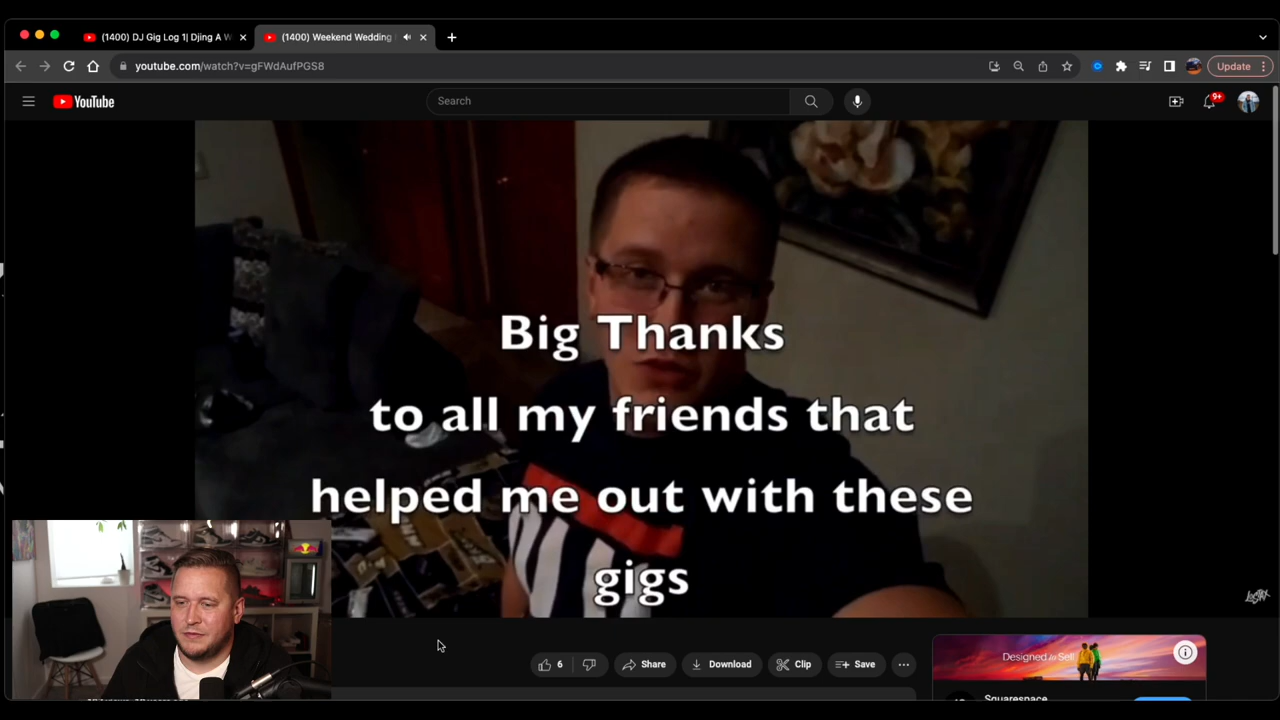 (1400) DJ Gig Log 1| Djing A W
(1400) Weekend Wedding
youtube.com/watch?v=gFWdAufPGS8
Update
YouTube
Search
9+
Big Thanks
to all my friends that
helped me out with these
gigs
6
Share
Download
Clip
Save
Designed to Sell
Squarespace